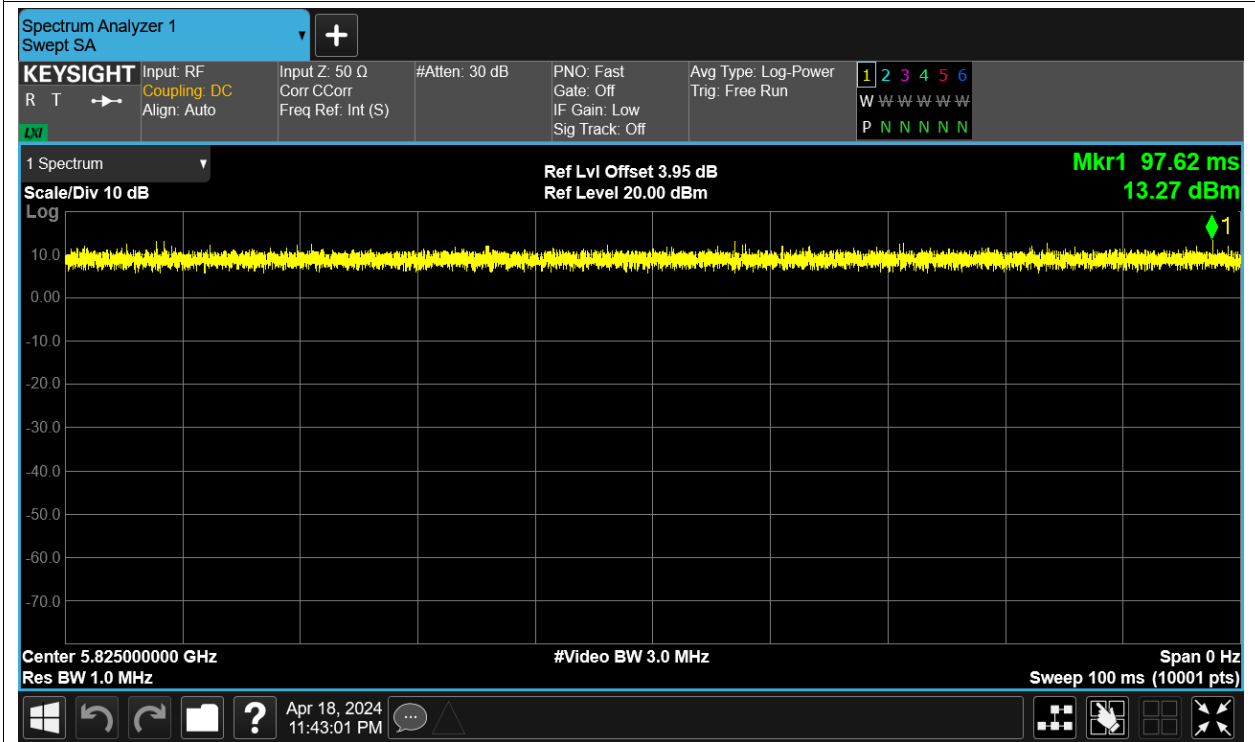 Spectrum Analyzer 1
Swept SA
+
KEYSIGHT
R T
LXI
Input: RF
Coupling: DC
Align: Auto
Input Z: 50 Ω
Corr CCorr
Freq Ref: Int (S)
#Atten: 30 dB
PNO: Fast
Gate: Off
IF Gain: Low
Sig Track: Off
Avg Type: Log-Power
Trig: Free Run
1 2 3 4 5 6
W W W W W W
P N N N N N
1 Spectrum
Scale/Div 10 dB
Log
Ref Lvl Offset 3.95 dB
Ref Level 20.00 dBm
Mkr1 97.62 ms
13.27 dBm
1
10.0
0.00
-10.0
-20.0
-30.0
-40.0
-50.0
-60.0
-70.0
Center 5.825000000 GHz
Res BW 1.0 MHz
#Video BW 3.0 MHz
Span 0 Hz
Sweep 100 ms (10001 pts)
?
Apr 18, 2024
11:43:01 PM